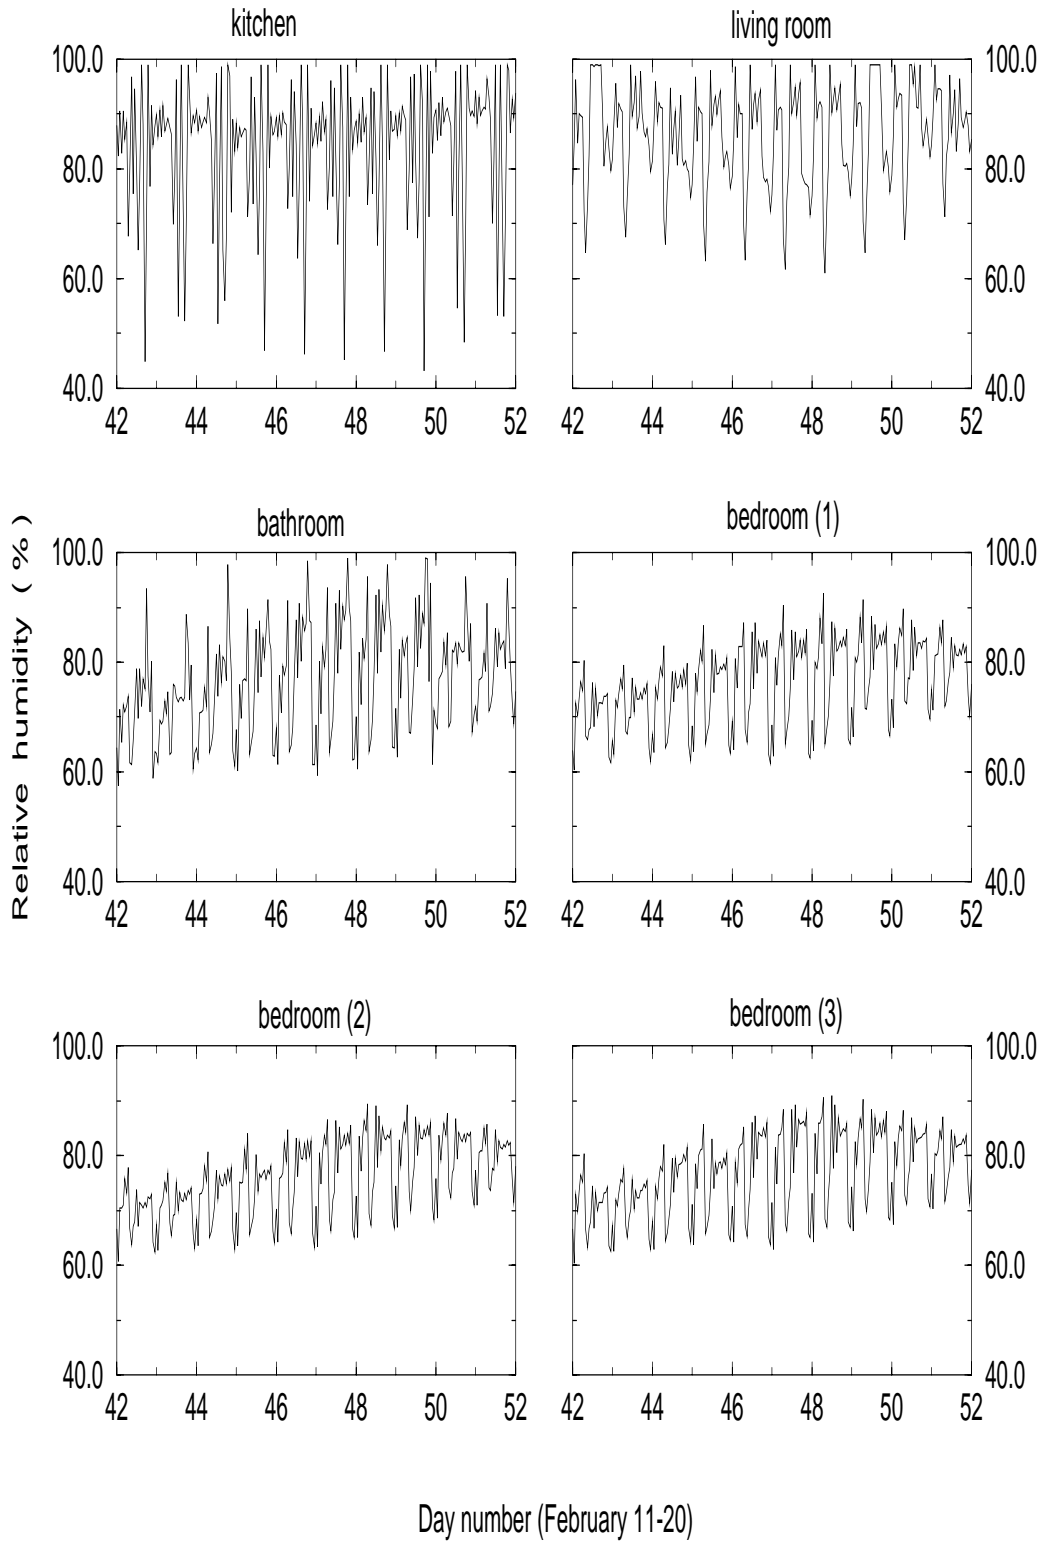 kitchen
living room
100.0
80.0
60.0
40.0
100.0
80.0
60.0
40.0
42 44 46 48 50 52
42 44 46 48 50 52
bathroom
bedroom (1)
100.0
80.0
60.0
40.0
100.0
80.0
60.0
40.0
42 44 46 48 50 52
42 44 46 48 50 52
Relative humidity (%)
bedroom (2)
bedroom (3)
100.0
80.0
60.0
40.0
100.0
80.0
60.0
40.0
42 44 46 48 50 52
42 44 46 48 50 52
Day number (February 11-20)